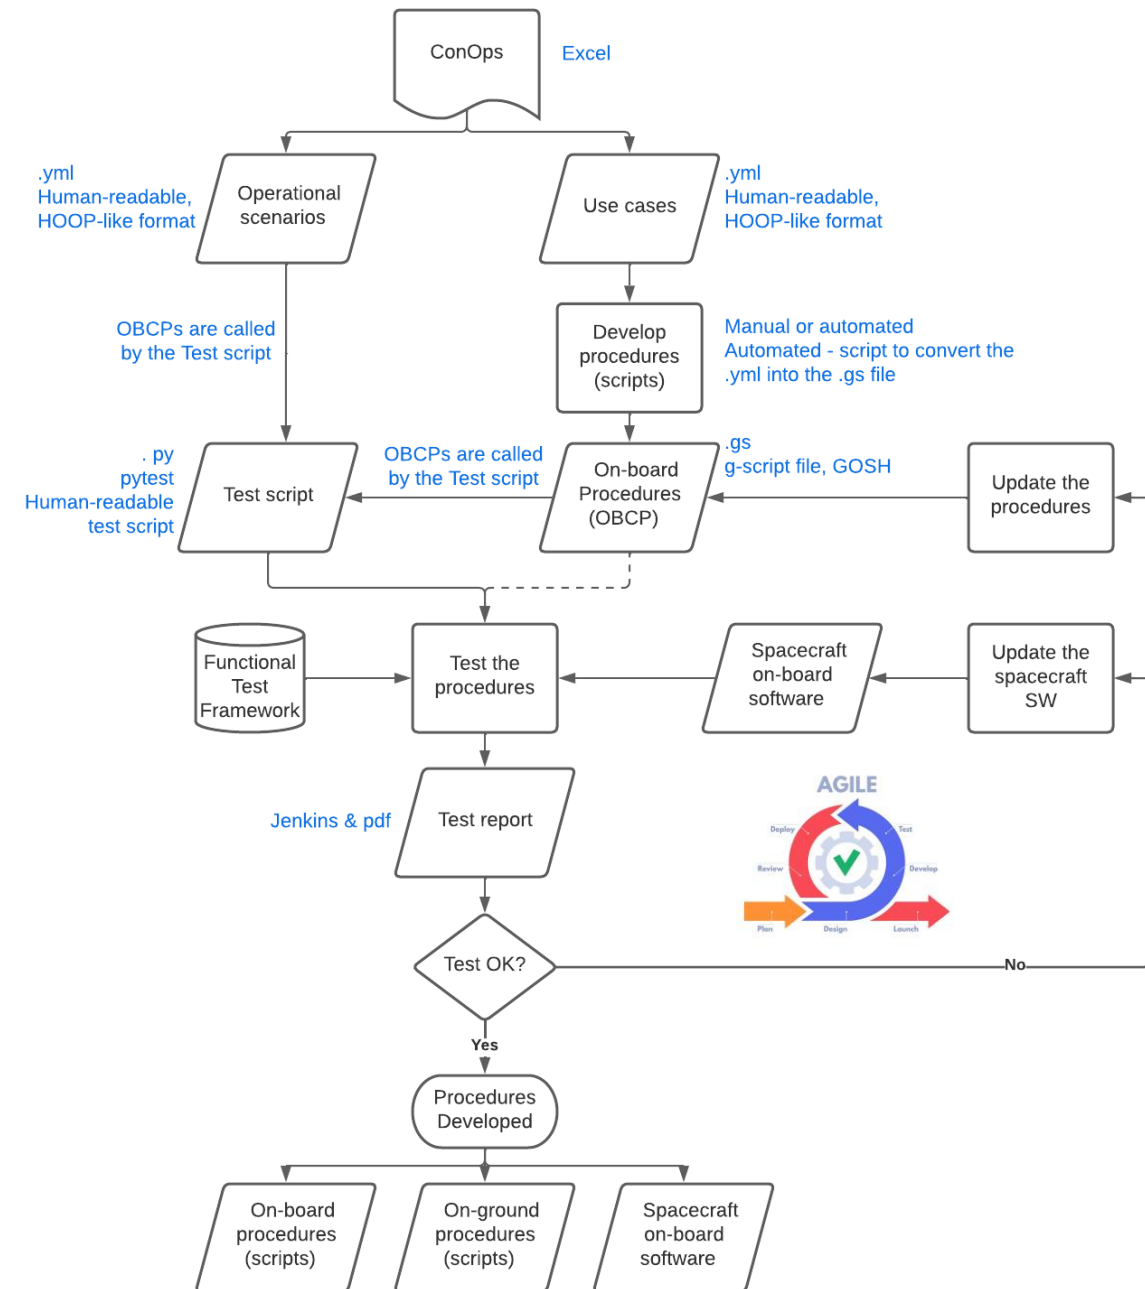 ConOps
Excel
.yml
Human-readable,
HOOP-like format
Operational
scenarios
Use cases
.yml
Human-readable,
HOOP-like format
OBCPs are called
by the Test script
Develop
procedures
(scripts)
Manual or automated
Automated - script to convert the
.yml into the .gs file
. py
pytest
Human-readable
test script
Test script
OBCPs are called
by the Test script
On-board
Procedures
(OBCP)
.gs
g-script file, GOSH
Update the
procedures
Functional
Test
Framework
Test the
procedures
Spacecraft
on-board
software
Update the
spacecraft
SW
Jenkins & pdf
Test report
AGILE
Deploy
Test
Review
Develop
Plan
Design
Launch
Test OK?
No
Yes
Procedures
Developed
On-board
procedures
(scripts)
On-ground
procedures
(scripts)
Spacecraft
on-board
software